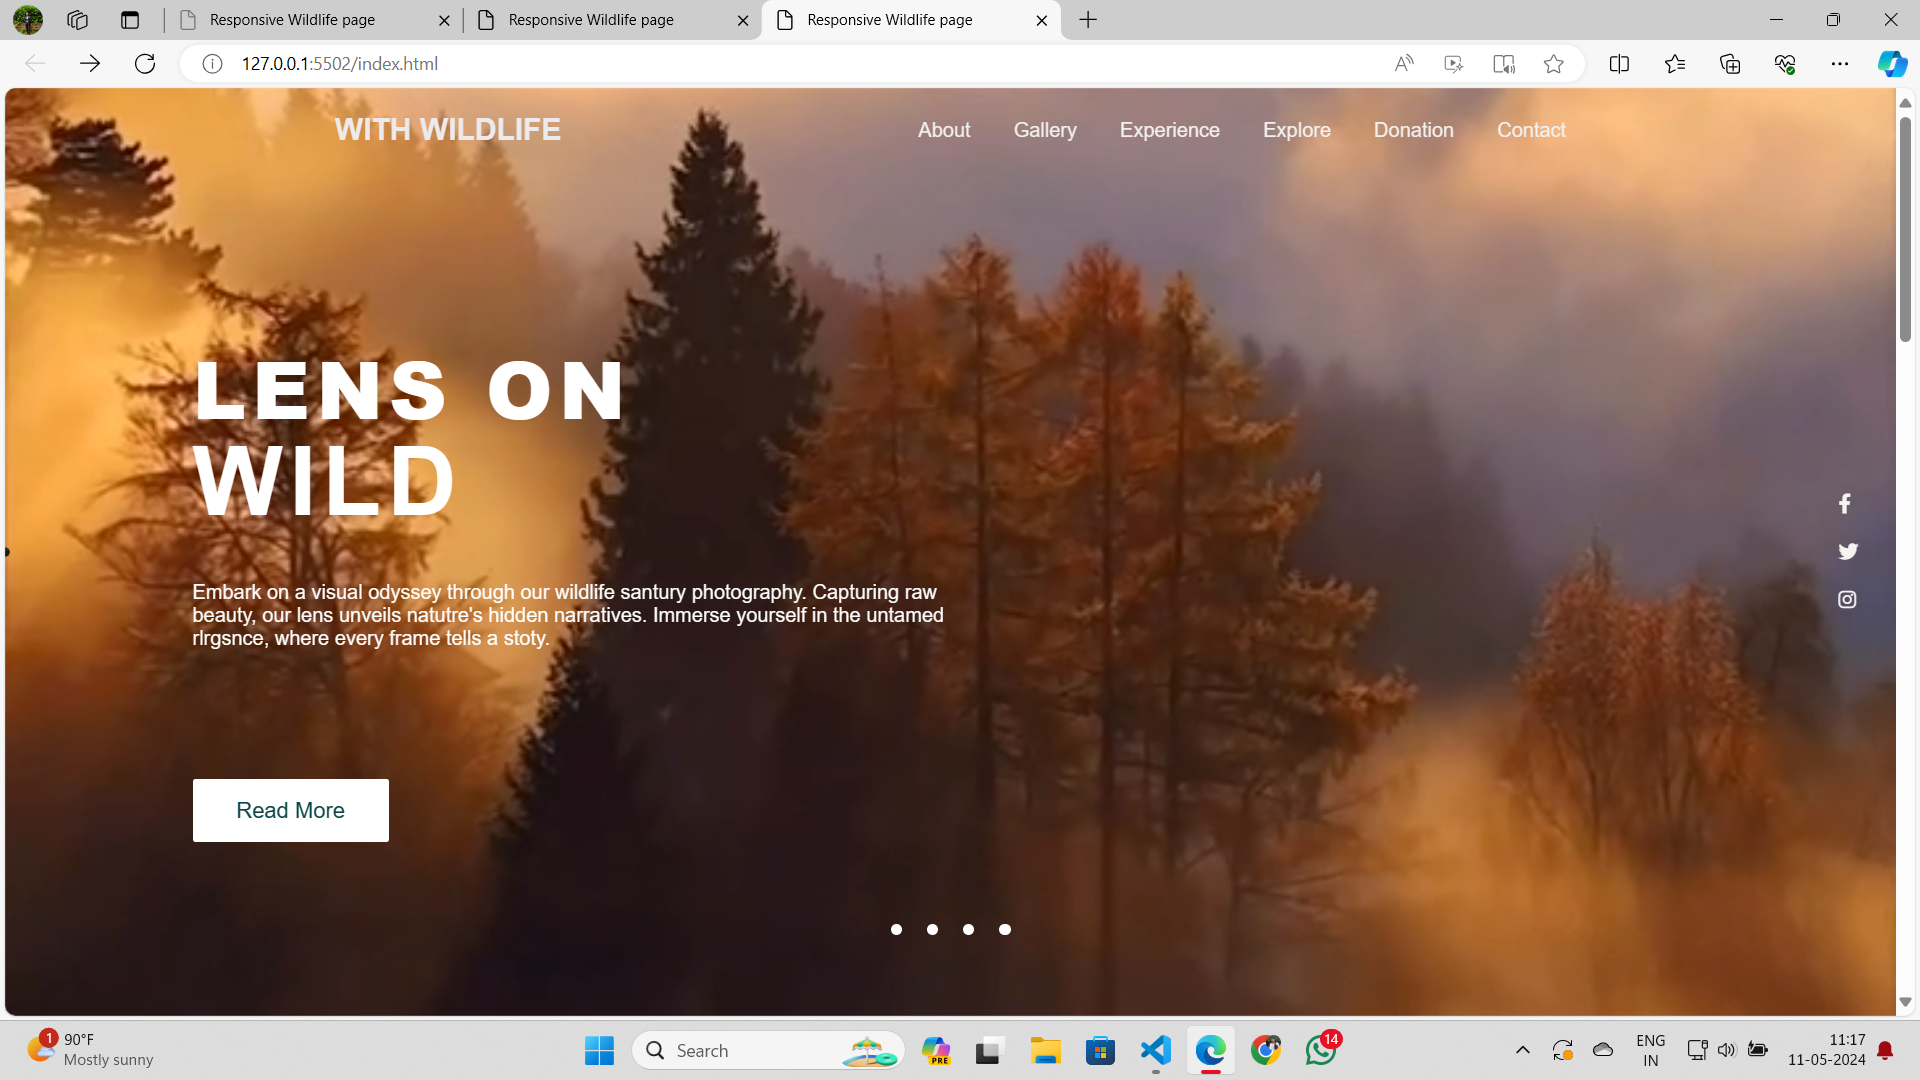 Responsive Wildlife page
Responsive Wildlife page
Responsive Wildlife page
127.0.0.1:5502/index.html
WITH WILDLIFE
About Gallery Experience Explore Donation Contact
LENS ON
WILD
Embark on a visual odyssey through our wildlife santury photography. Capturing raw
beauty, our lens unveils natutre's hidden narratives. Immerse yourself in the untamed
rlrgsnce, where every frame tells a stoty.
Read More
1
90°F
Mostly sunny
Search
PRE
14
ENG
IN
11:17
11-05-2024